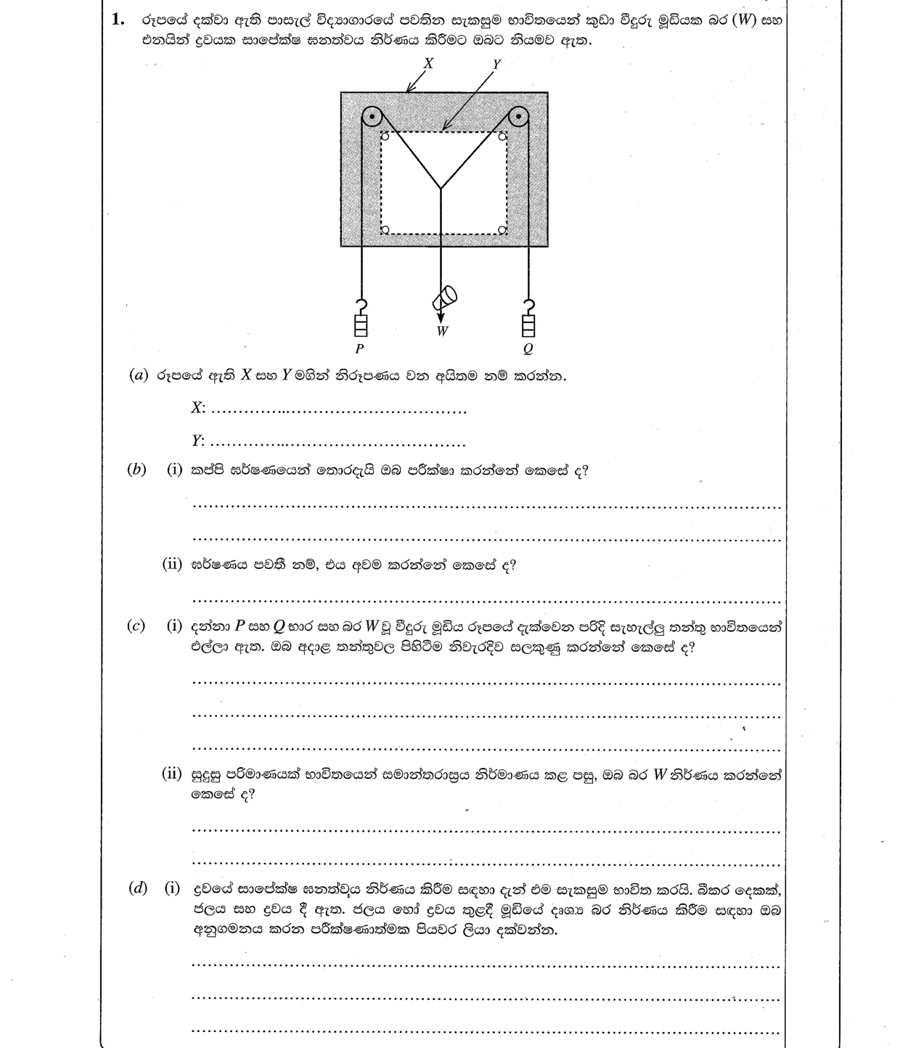 1. රූපයේ දක්වා ඇති පාසැල් විද්‍යාගාරයේ පවතින සැකසුම භාවිතයෙන් කුඩා වීදුරු මූඩියක බර (W) සහ
එනයින් ද්‍රවයක සාපේක්ෂ ඝනත්වය නිර්ණය කිරීමට ඔබට නියමව ඇත.
X Y
W
P Q
(a) රූපයේ ඇති X සහ Y මගින් නිරූපණය වන අයිතම නම් කරන්න.
X: ................................................
Y: ................................................
(b) (i) කප්පි ඝර්ෂණයෙන් තොරදැයි ඔබ පරීක්ෂා කරන්නේ කෙසේ ද?
(ii) ඝර්ෂණය පවතී නම්, එය අවම කරන්නේ කෙසේ ද?
(c) (i) දන්නා P සහ Q භාර සහ බර W වූ වීදුරු මූඩිය රූපයේ දැක්වෙන පරිදි සැහැල්ලු තන්තු භාවිතයෙන්
එල්ලා ඇත. ඔබ අදාළ තන්තුවල පිහිටීම නිවැරදිව සලකුණු කරන්නේ කෙසේ ද?
(ii) සුදුසු පරිමාණයක් භාවිතයෙන් සමාන්තරාස්‍රය නිර්මාණය කළ පසු, ඔබ බර W නිර්ණය කරන්නේ
කෙසේ ද?
(d) (i) ද්‍රවයේ සාපේක්ෂ ඝනත්වය නිර්ණය කිරීම සඳහා දැන් එම සැකසුම භාවිත කරයි. බීකර දෙකක්,
ජලය සහ ද්‍රවය දී ඇත. ජලය හෝ ද්‍රවය තුළදී මූඩියේ දෘශ්‍ය බර නිර්ණය කිරීම සඳහා ඔබ
අනුගමනය කරන පරීක්ෂණාත්මක පියවර ලියා දක්වන්න.